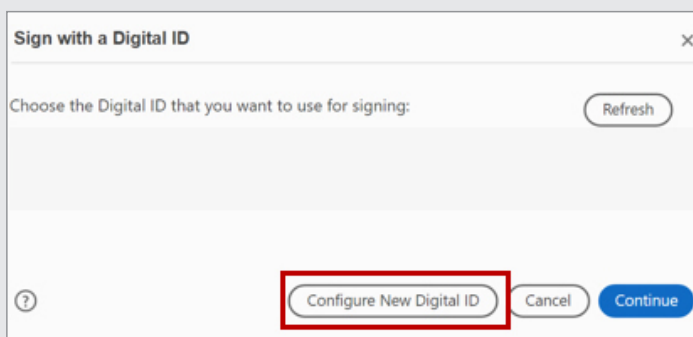 Sign with a Digital ID ×
Choose the Digital ID that you want to use for signing: Refresh
? Configure New Digital ID Cancel Continue